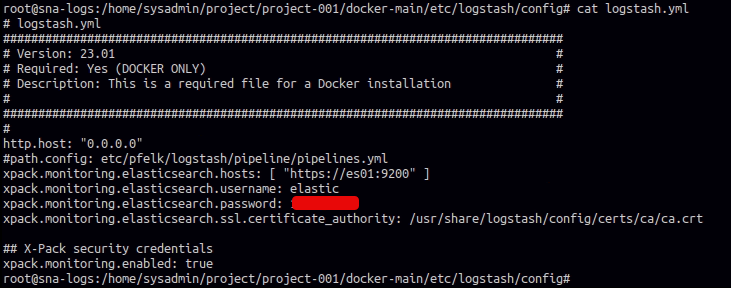 root@sna-logs:/home/sysadmin/project/project-001/docker-main/etc/logstash/config# cat logstash.yml
# logstash.yml
################################################################################
# Version: 23.01                                                               #
# Required: Yes (DOCKER ONLY)                                                  #
# Description: This is a required file for a Docker installation               #
#                                                                              #
################################################################################
#
http.host: "0.0.0.0"
#path.config: etc/pfelk/logstash/pipeline/pipelines.yml
xpack.monitoring.elasticsearch.hosts: [ "https://es01:9200" ]
xpack.monitoring.elasticsearch.username: elastic
xpack.monitoring.elasticsearch.password:
xpack.monitoring.elasticsearch.ssl.certificate_authority: /usr/share/logstash/config/certs/ca/ca.crt
## X-Pack security credentials
xpack.monitoring.enabled: true
root@sna-logs:/home/sysadmin/project/project-001/docker-main/etc/logstash/config#